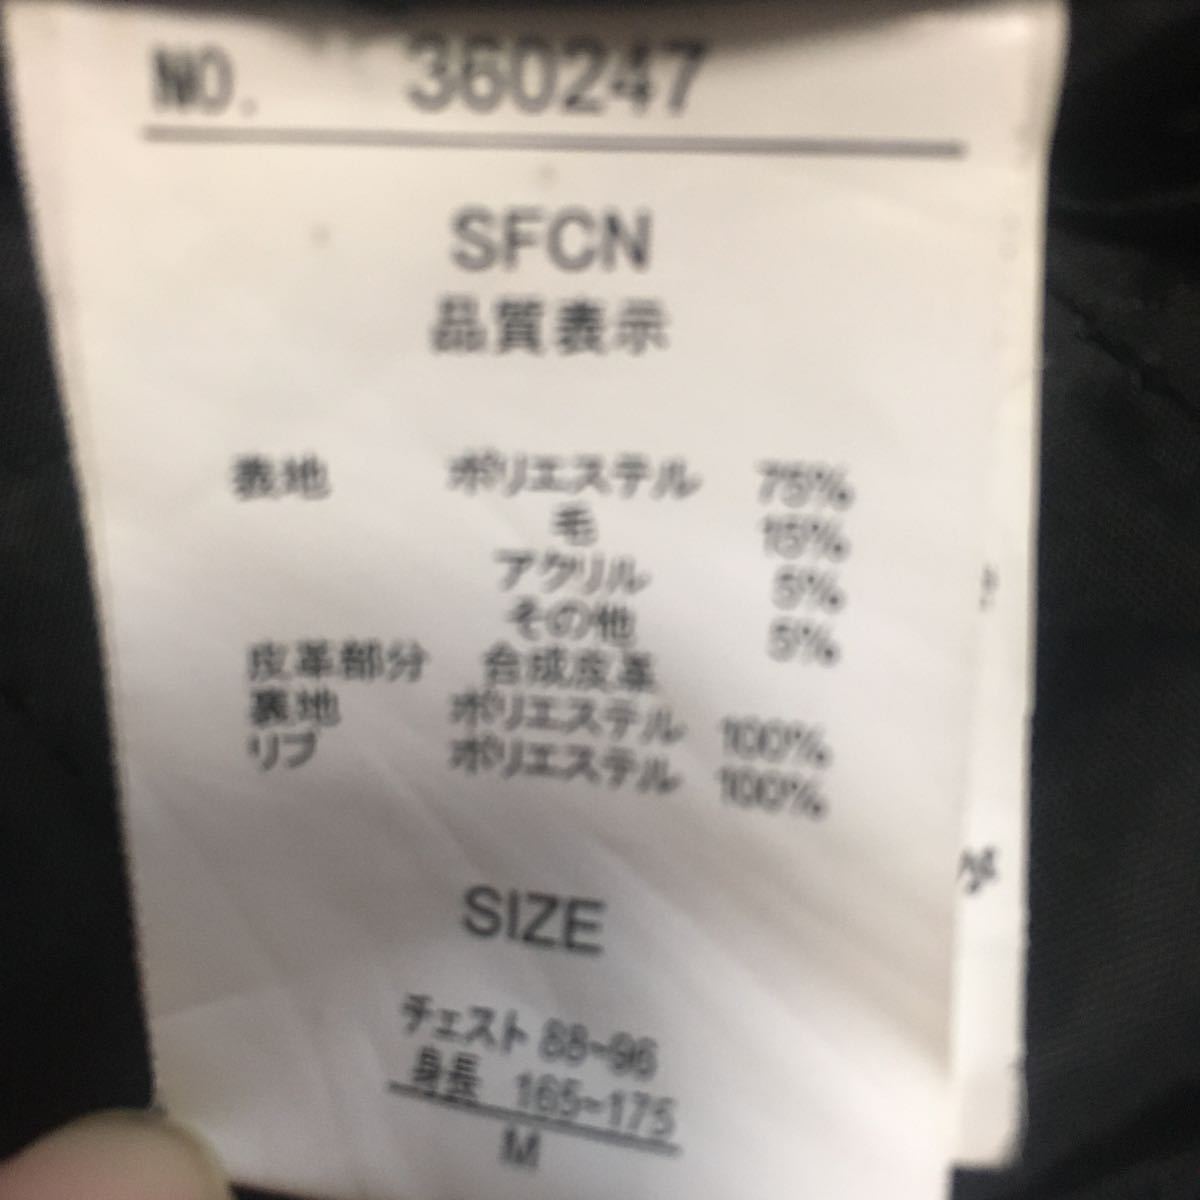 NO. 360247
SFCN
品質表示
表地 ポリエステル 75%
毛 15%
アクリル 5%
その他 5%
皮革部分 合成皮革
裏地 ポリエステル 100%
リブ ポリエステル 100%
SIZE
チェスト 88~96
身長 165~175
M